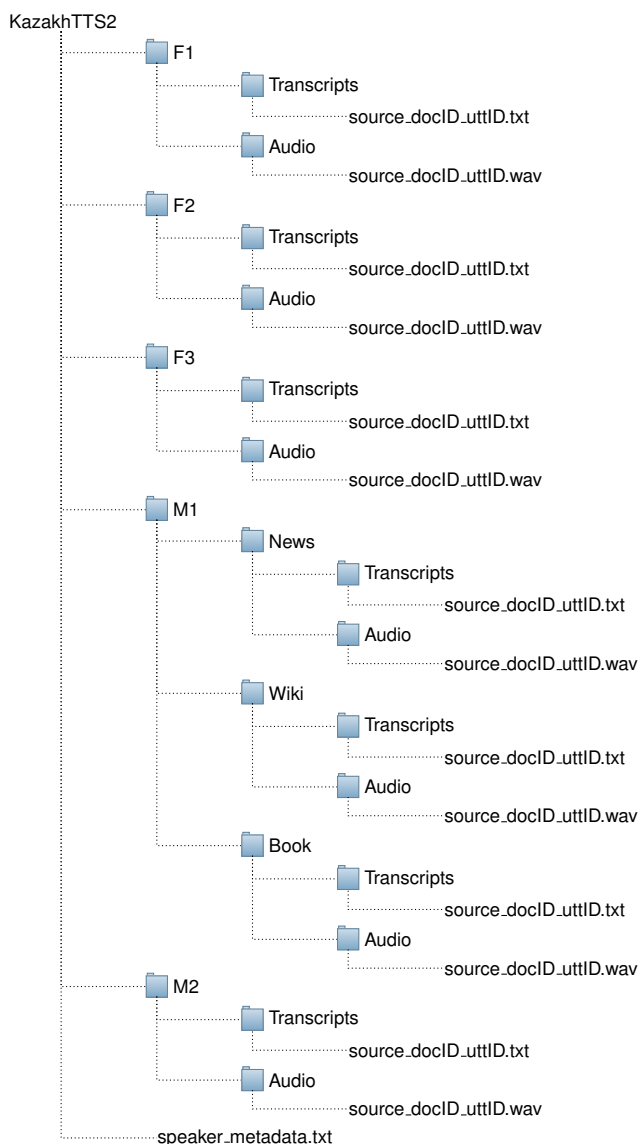 KazakhTTS2
F1
Transcripts
source_docID_uttID.txt
Audio
source_docID_uttID.wav
F2
Transcripts
source_docID_uttID.txt
Audio
source_docID_uttID.wav
F3
Transcripts
source_docID_uttID.txt
Audio
source_docID_uttID.wav
M1
News
Transcripts
source_docID_uttID.txt
Audio
source_docID_uttID.wav
Wiki
Transcripts
source_docID_uttID.txt
Audio
source_docID_uttID.wav
Book
Transcripts
source_docID_uttID.txt
Audio
source_docID_uttID.wav
M2
Transcripts
source_docID_uttID.txt
Audio
source_docID_uttID.wav
speaker_metadata.txt